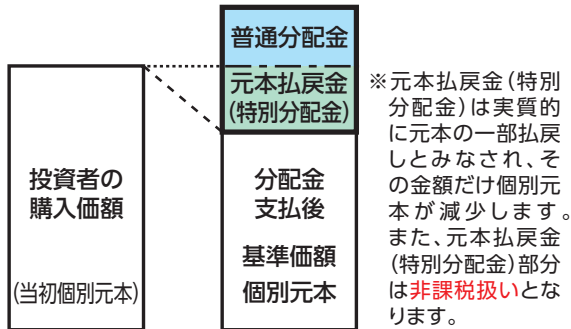 普通分配金
元本払戻金
(特別分配金)
投資者の
購入価額
(当初個別元本)
分配金
支払後
基準価額
個別元本
※元本払戻金(特別
分配金)は実質的
に元本の一部払戻
しとみなされ、そ
の金額だけ個別元
本が減少します。
また、元本払戻金
(特別分配金)部分
は非課税扱いとな
ります。